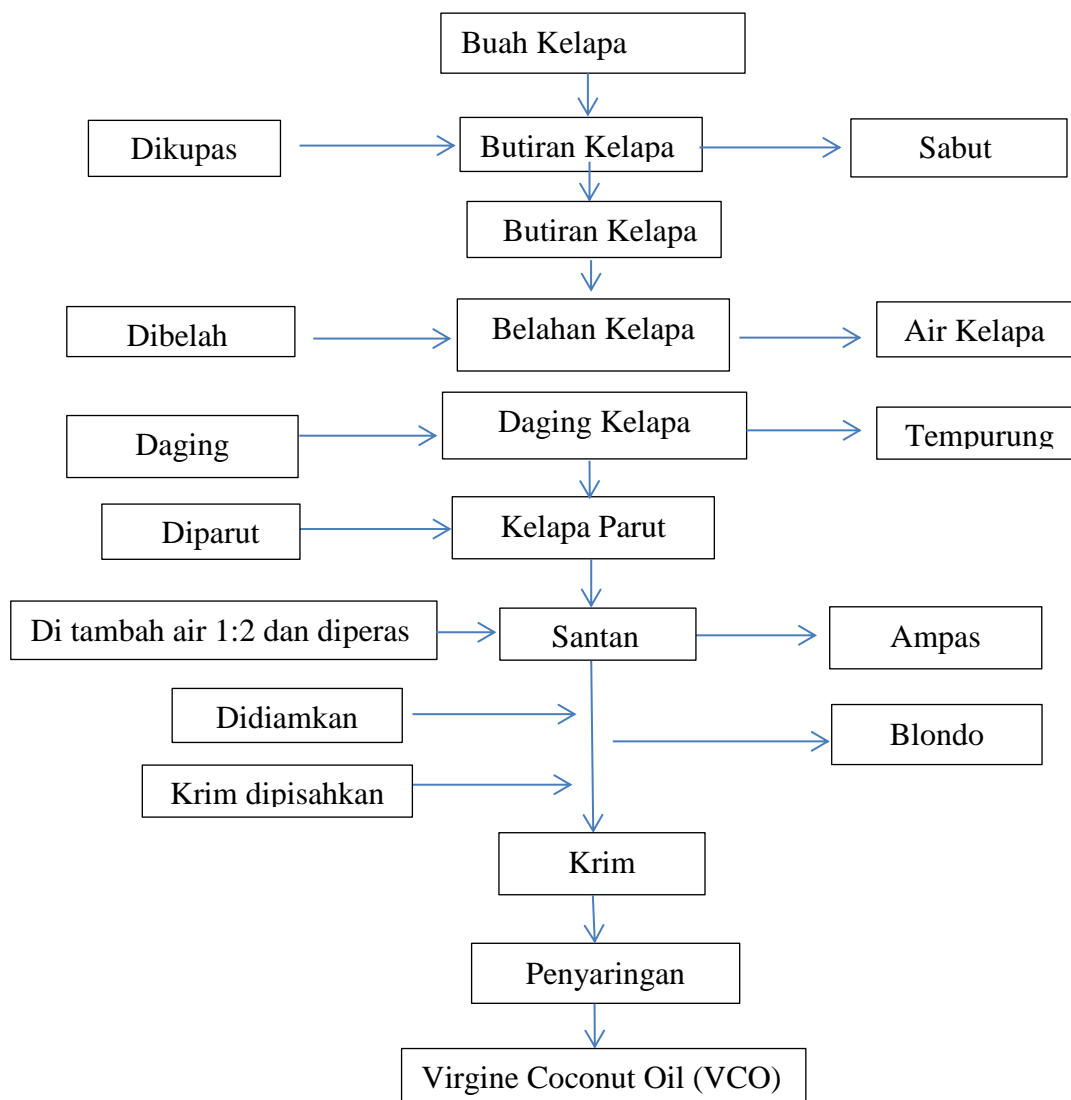 Buah Kelapa
Dikupas
Butiran Kelapa
Sabut
Butiran Kelapa
Dibelah
Belahan Kelapa
Air Kelapa
Daging
Daging Kelapa
Tempurung
Diparut
Kelapa Parut
Di tambah air 1:2 dan diperas
Santan
Ampas
Didiamkan
Blondo
Krim dipisahkan
Krim
Penyaringan
Virgine Coconut Oil (VCO)